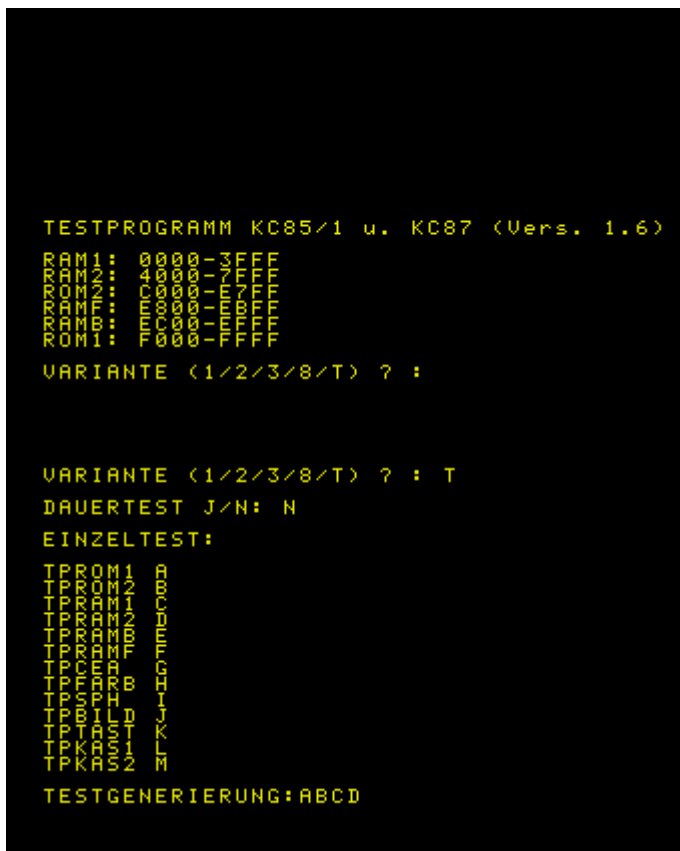 TESTPROGRAMM KC85/1 u. KC87 (Vers. 1.6)
RAM1: 0000-3FFF
RAM2: 4000-7FFF
ROM2: C000-E7FF
RAMF: E800-EBFF
RAMB: EC00-EFFF
ROM1: F000-FFFF
VARIANTE (1/2/3/8/T) ? :
VARIANTE (1/2/3/8/T) ? : T
DAUERTEST J/N: N
EINZELTEST:
TPROM1 A
TPROM2 B
TPRAM1 C
TPRAM2 D
TPRAMB E
TPRAMF F
TPCEA G
TPFARB H
TPSPH I
TPBILD J
TPTAST K
TPKAS1 L
TPKAS2 M
TESTGENERIERUNG:ABCD